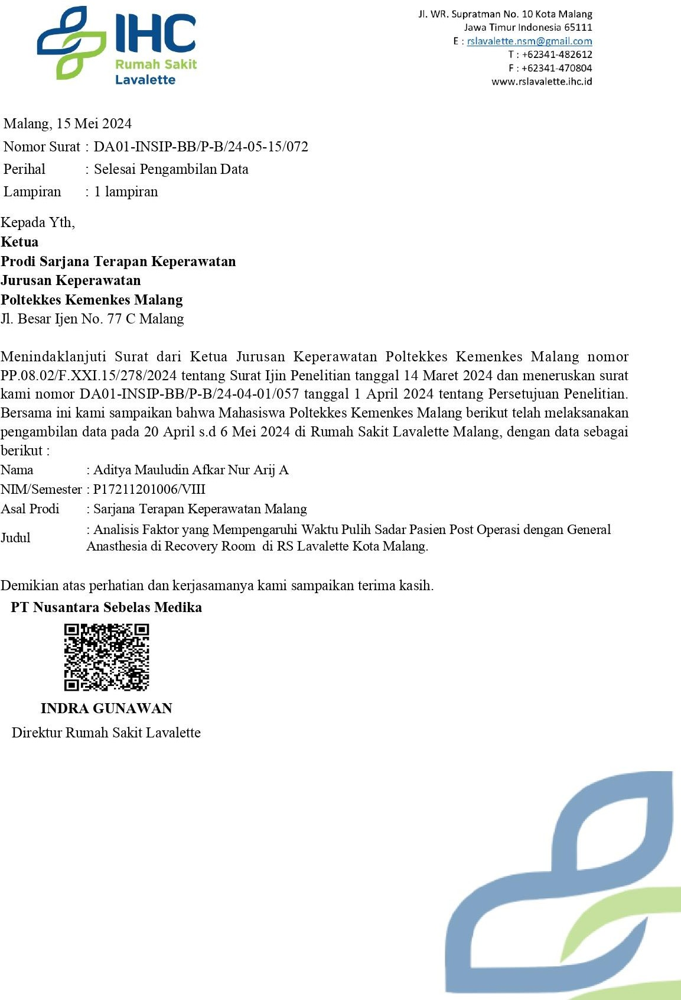 IHC
Rumah Sakit
Lavalette
Jl. WR. Supratman No. 10 Kota Malang
Jawa Timur Indonesia 65111
E : rslavalette.nsm@gmail.com
T : +62341-482612
F : +62341-470804
www.rslavalette.ihc.id
Malang, 15 Mei 2024
Nomor Surat : DA01-INSIP-BB/P-B/24-05-15/072
Perihal : Selesai Pengambilan Data
Lampiran : 1 lampiran
Kepada Yth,
Ketua
Prodi Sarjana Terapan Keperawatan
Jurusan Keperawatan
Poltekkes Kemenkes Malang
Jl. Besar Ijen No. 77 C Malang
Menindaklanjuti Surat dari Ketua Jurusan Keperawatan Poltekkes Kemenkes Malang nomor
PP.08.02/F.XXI.15/278/2024 tentang Surat Ijin Penelitian tanggal 14 Maret 2024 dan meneruskan surat
kami nomor DA01-INSIP-BB/P-B/24-04-01/057 tanggal 1 April 2024 tentang Persetujuan Penelitian.
Bersama ini kami sampaikan bahwa Mahasiswa Poltekkes Kemenkes Malang berikut telah melaksanakan
pengambilan data pada 20 April s.d 6 Mei 2024 di Rumah Sakit Lavalette Malang, dengan data sebagai
berikut :
Nama : Aditya Mauludin Afkar Nur Arij A
NIM/Semester : P17211201006/VIII
Asal Prodi : Sarjana Terapan Keperawatan Malang
Judul : Analisis Faktor yang Mempengaruhi Waktu Pulih Sadar Pasien Post Operasi dengan General
Anasthesia di Recovery Room di RS Lavalette Kota Malang.
Demikian atas perhatian dan kerjasamanya kami sampaikan terima kasih.
PT Nusantara Sebelas Medika
INDRA GUNAWAN
Direktur Rumah Sakit Lavalette